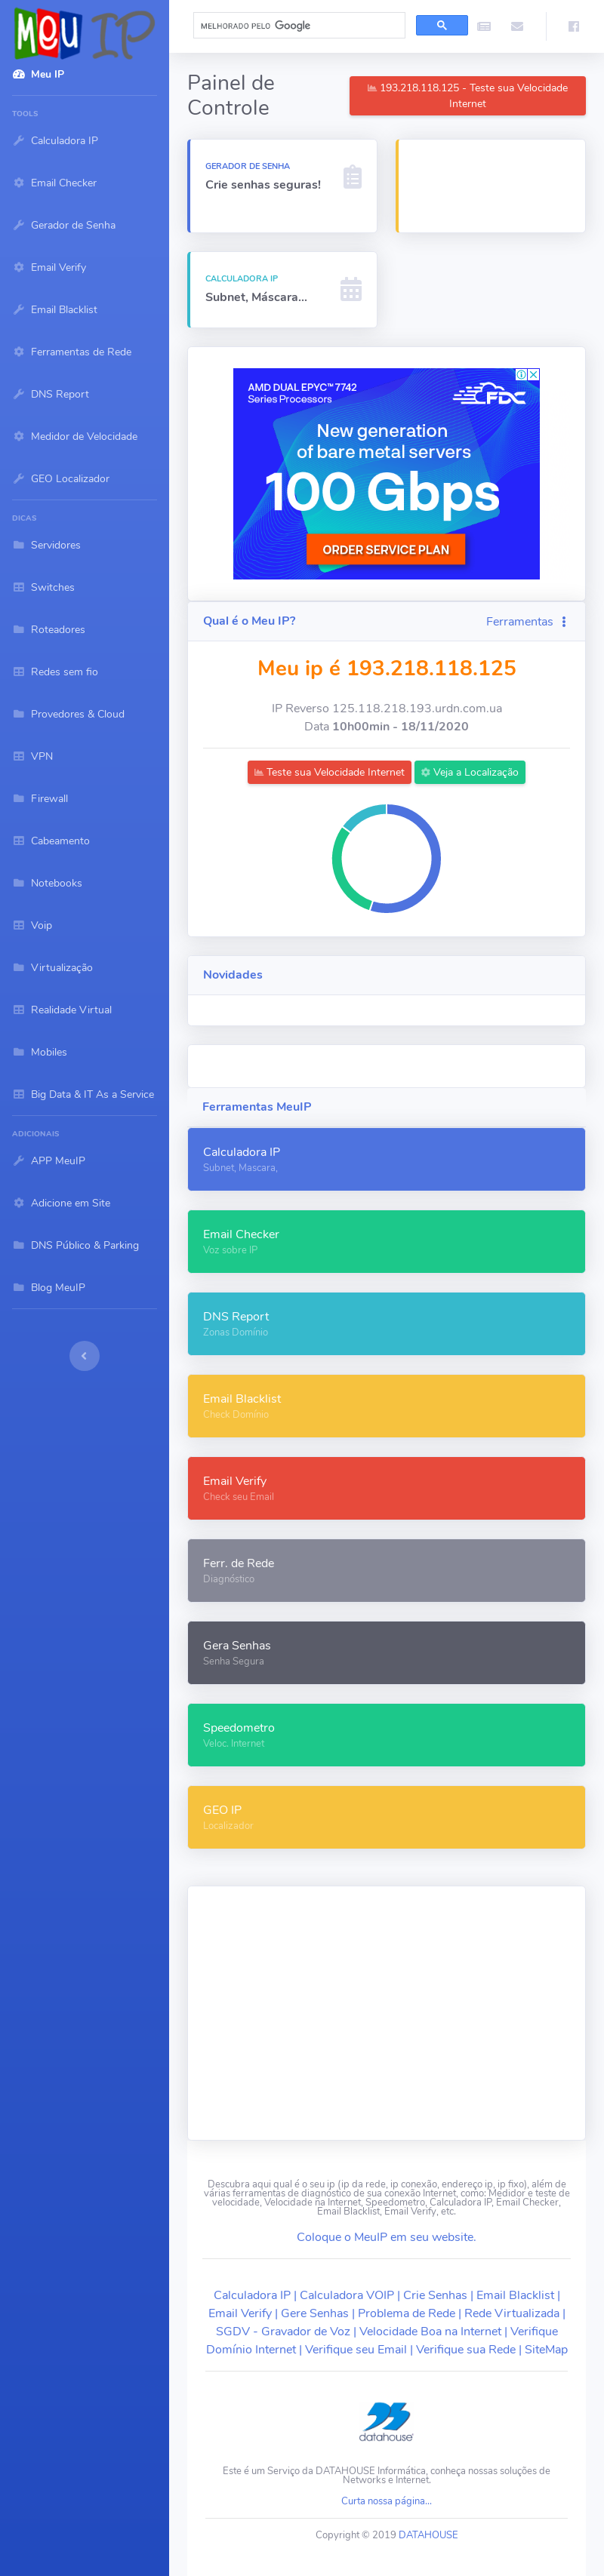 Meu IP
Meu IP
TOOLS
Calculadora IP
Email Checker
Gerador de Senha
Email Verify
Email Blacklist
Ferramentas de Rede
DNS Report
Medidor de Velocidade
GEO Localizador
DICAS
Servidores
Switches
Roteadores
Redes sem fio
Provedores & Cloud
VPN
Firewall
Cabeamento
Notebooks
Voip
Virtualização
Realidade Virtual
Mobiles
Big Data & IT As a Service
ADICIONAIS
APP MeuIP
Adicione em Site
DNS Público & Parking
Blog MeuIP
MELHORADO PELO Google
Painel de
Controle
193.218.118.125 - Teste sua Velocidade
Internet
GERADOR DE SENHA
Crie senhas seguras!
CALCULADORA IP
Subnet, Máscara...
AMD DUAL EPYC™ 7742
Series Processors
FDC
New generation
of bare metal servers
100 Gbps
ORDER SERVICE PLAN
Qual é o Meu IP?
Ferramentas
Meu ip é 193.218.118.125
IP Reverso 125.118.218.193.urdn.com.ua
Data 10h00min - 18/11/2020
Teste sua Velocidade Internet
Veja a Localização
Novidades
Ferramentas MeuIP
Calculadora IP
Subnet, Mascara,
Email Checker
Voz sobre IP
DNS Report
Zonas Domínio
Email Blacklist
Check Domínio
Email Verify
Check seu Email
Ferr. de Rede
Diagnóstico
Gera Senhas
Senha Segura
Speedometro
Veloc. Internet
GEO IP
Localizador
Descubra aqui qual é o seu ip (ip da rede, ip conexão, endereço ip, ip fixo), além de
várias ferramentas de diagnóstico de sua conexão Internet, como: Medidor e teste de
velocidade, Velocidade na Internet, Speedometro, Calculadora IP, Email Checker,
Email Blacklist, Email Verify, etc.
Coloque o MeuIP em seu website.
Calculadora IP | Calculadora VOIP | Crie Senhas | Email Blacklist |
Email Verify | Gere Senhas | Problema de Rede | Rede Virtualizada |
SGDV - Gravador de Voz | Velocidade Boa na Internet | Verifique
Domínio Internet | Verifique seu Email | Verifique sua Rede | SiteMap
datahouse
Este é um Serviço da DATAHOUSE Informática, conheça nossas soluções de
Networks e Internet.
Curta nossa página...
Copyright © 2019 DATAHOUSE